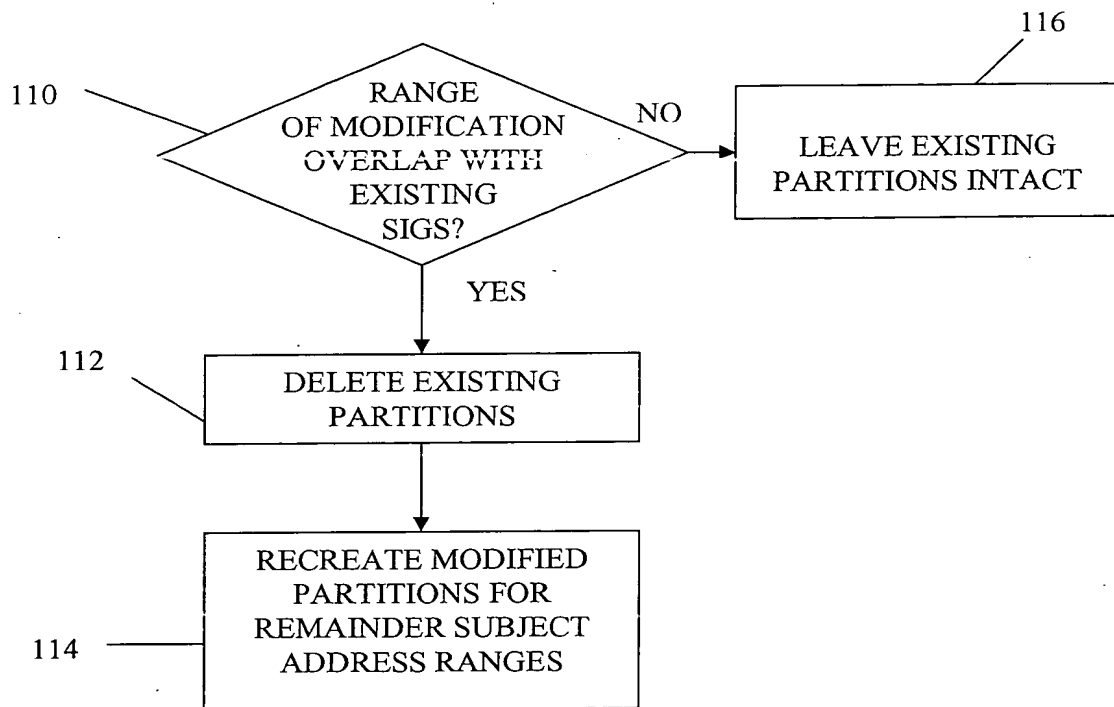 116
110
RANGE
OF MODIFICATION
OVERLAP WITH
EXISTING
SIGS?
NO
LEAVE EXISTING
PARTITIONS INTACT
YES
112
DELETE EXISTING
PARTITIONS
114
RECREATE MODIFIED
PARTITIONS FOR
REMAINDER SUBJECT
ADDRESS RANGES